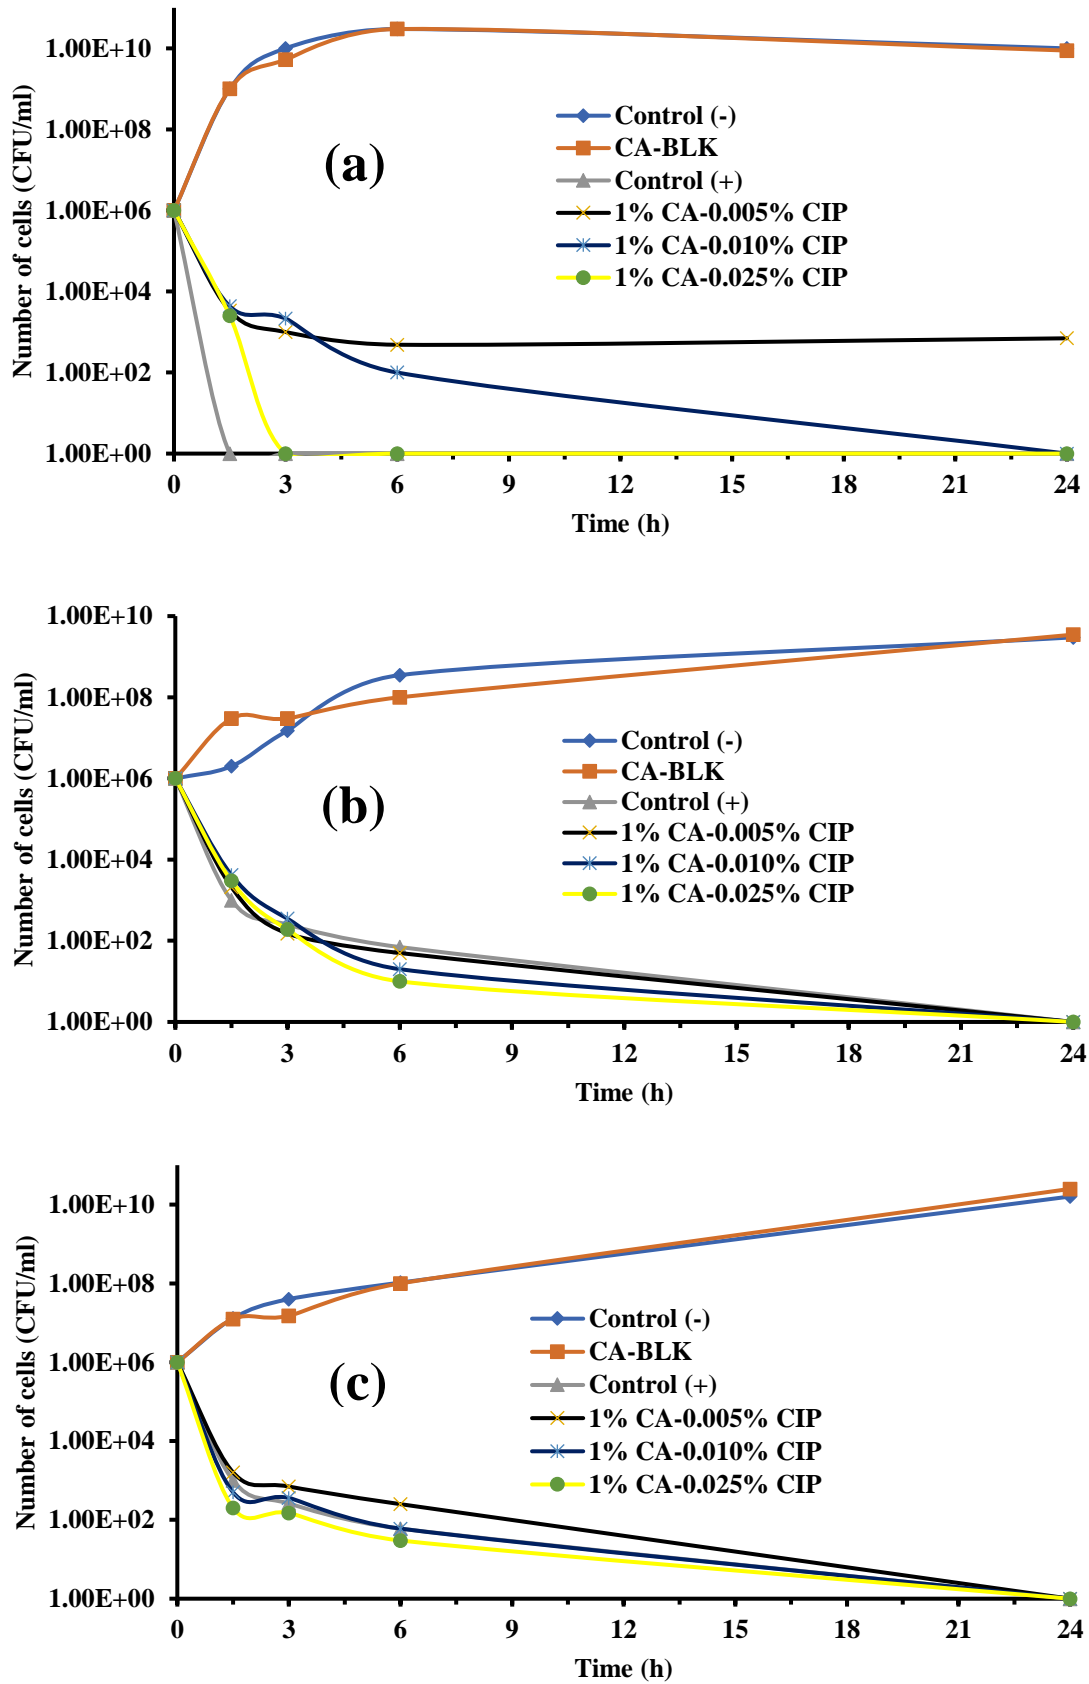 1.00E+10
1.00E+08
1.00E+06
1.00E+04
1.00E+02
1.00E+00
Number of cells (CFU/ml)
(a)
Control (-)
CA-BLK
Control (+)
1% CA-0.005% CIP
1% CA-0.010% CIP
1% CA-0.025% CIP
0 3 6 9 12 15 18 21 24
Time (h)
1.00E+10
1.00E+08
1.00E+06
1.00E+04
1.00E+02
1.00E+00
Number of cells (CFU/ml)
(b)
Control (-)
CA-BLK
Control (+)
1% CA-0.005% CIP
1% CA-0.010% CIP
1% CA-0.025% CIP
0 3 6 9 12 15 18 21 24
Time (h)
1.00E+10
1.00E+08
1.00E+06
1.00E+04
1.00E+02
1.00E+00
Number of cells (CFU/ml)
(c)
Control (-)
CA-BLK
Control (+)
1% CA-0.005% CIP
1% CA-0.010% CIP
1% CA-0.025% CIP
0 3 6 9 12 15 18 21 24
Time (h)